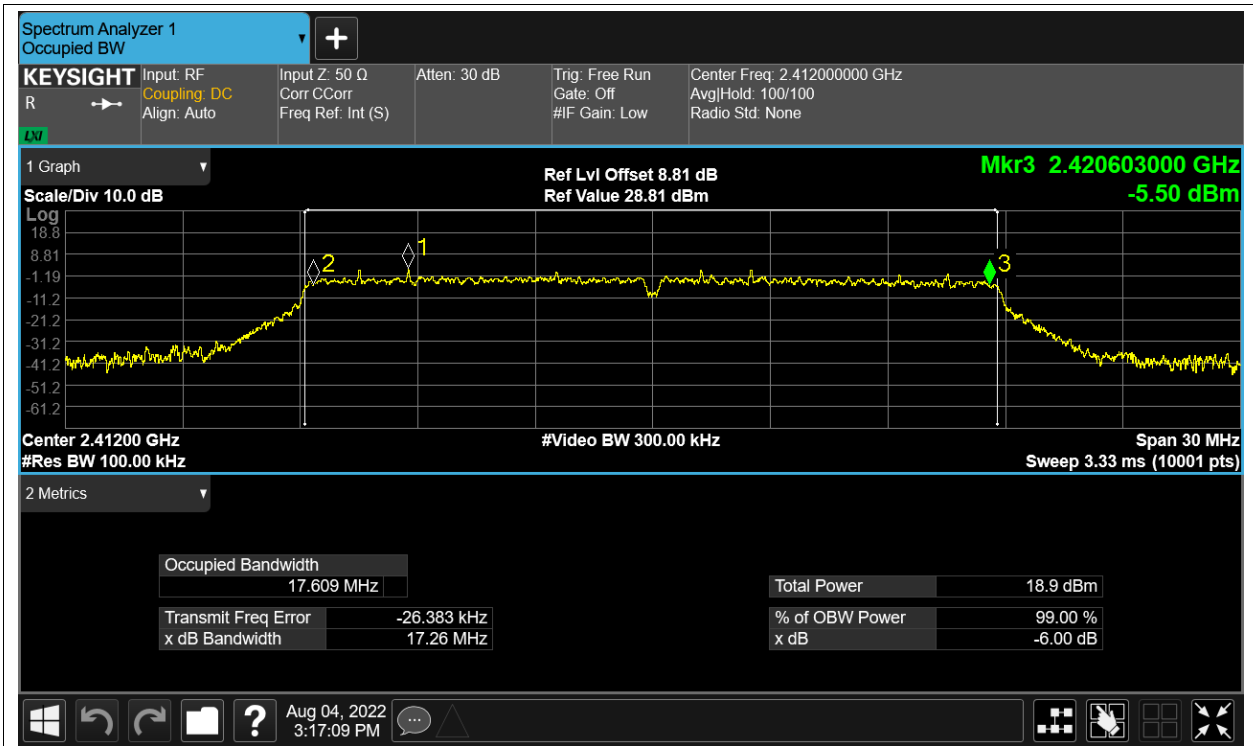 Spectrum Analyzer 1
Occupied BW
KEYSIGHT
R
LXI
Input: RF
Coupling: DC
Align: Auto
Input Z: 50 Ω
Corr CCorr
Freq Ref: Int (S)
Atten: 30 dB
Trig: Free Run
Gate: Off
#IF Gain: Low
Center Freq: 2.412000000 GHz
Avg|Hold: 100/100
Radio Std: None
1 Graph
Scale/Div 10.0 dB
Ref Lvl Offset 8.81 dB
Ref Value 28.81 dBm
Mkr3 2.420603000 GHz
-5.50 dBm
Log
18.8
8.81
-1.19
-11.2
-21.2
-31.2
-41.2
-51.2
-61.2
2
1
3
Center 2.41200 GHz
#Res BW 100.00 kHz
#Video BW 300.00 kHz
Span 30 MHz
Sweep 3.33 ms (10001 pts)
2 Metrics
Occupied Bandwidth
17.609 MHz
Transmit Freq Error -26.383 kHz
x dB Bandwidth 17.26 MHz
Total Power 18.9 dBm
% of OBW Power 99.00 %
x dB -6.00 dB
?
Aug 04, 2022
3:17:09 PM